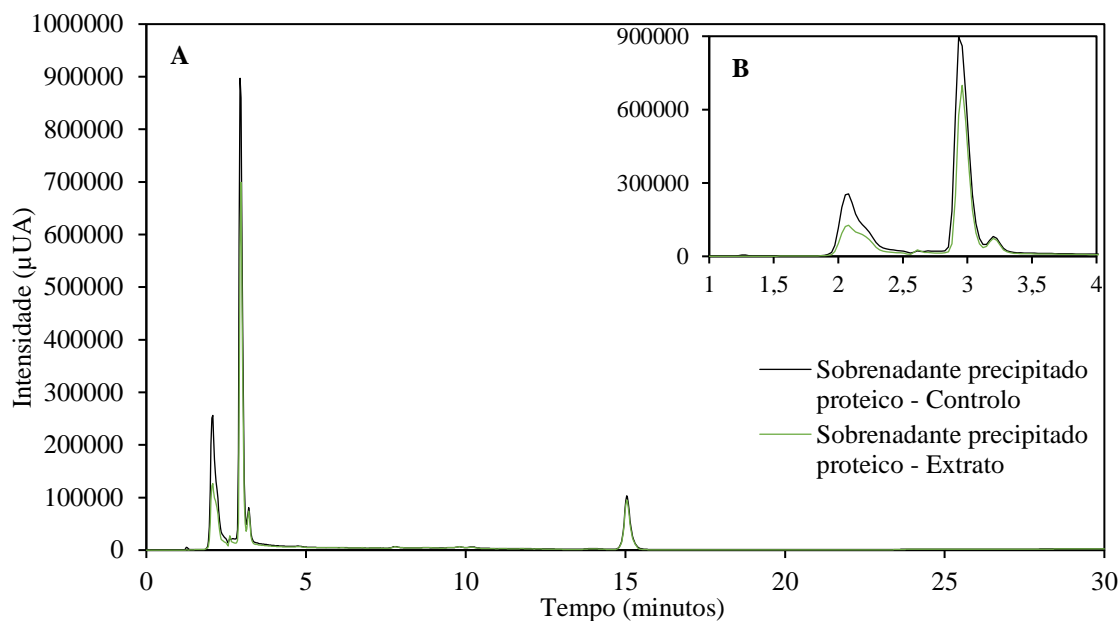 A
1000000
900000
800000
700000
600000
500000
400000
300000
200000
100000
0
Intensidade (µUA)
0 5 10 15 20 25 30
Tempo (minutos)
B
900000
600000
300000
0
1 1,5 2 2,5 3 3,5 4
Sobrenadante precipitado
proteico - Controlo
Sobrenadante precipitado
proteico - Extrato